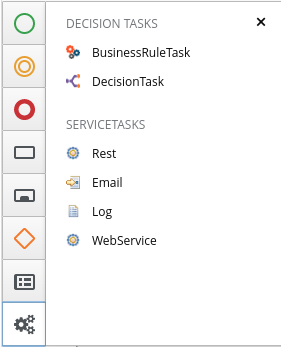 DECISION TASKS
BusinessRuleTask
DecisionTask
SERVICETASKS
Rest
Email
Log
WebService